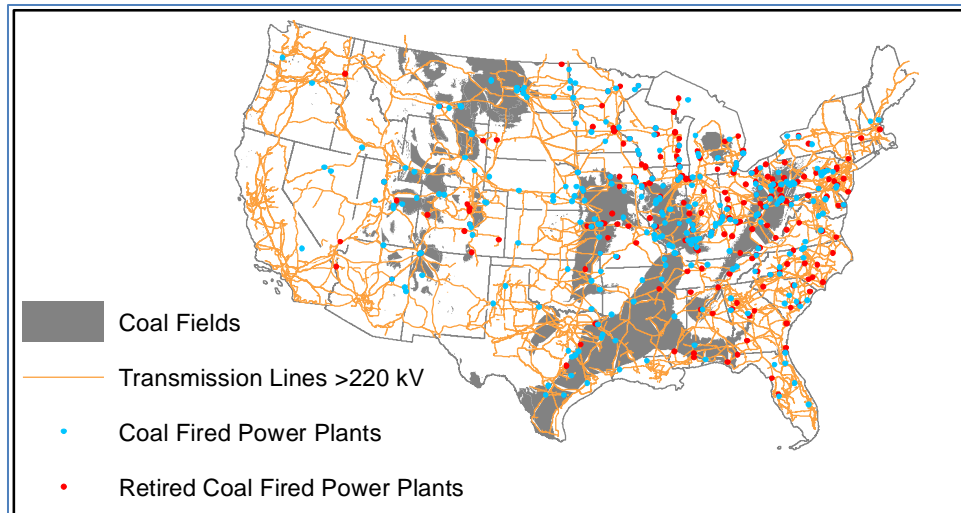 Coal Fields
Transmission Lines >220 kV
Coal Fired Power Plants
Retired Coal Fired Power Plants